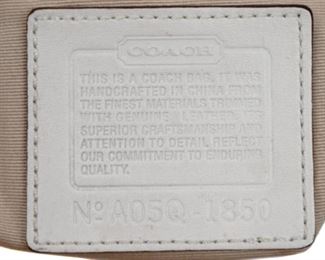 COACH
THIS IS A COACH BAG. IT WAS
HANDCRAFTED IN CHINA FROM
THE FINEST MATERIALS TRIMMED
WITH GENUINE LEATHER. ITS
SUPERIOR CRAFTSMANSHIP AND
ATTENTION TO DETAIL REFLECT
OUR COMMITMENT TO ENDURING
QUALITY.
No A05Q-1850